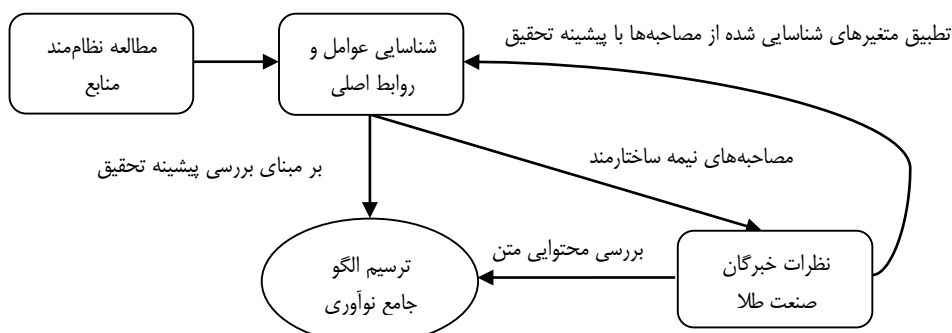 تطبیق متغیرهای شناسایی شده از مصاحبه‌ها با پیشینه تحقیق
شناسایی عوامل و
روابط اصلی
مطالعه نظام‌مند
منابع
مصاحبه‌های نیمه ساختارمند
بر مبنای بررسی پیشینه تحقیق
نظرات خبرگان
صنعت طلا
بررسی محتوایی متن
ترسیم الگو
جامع نوآوری